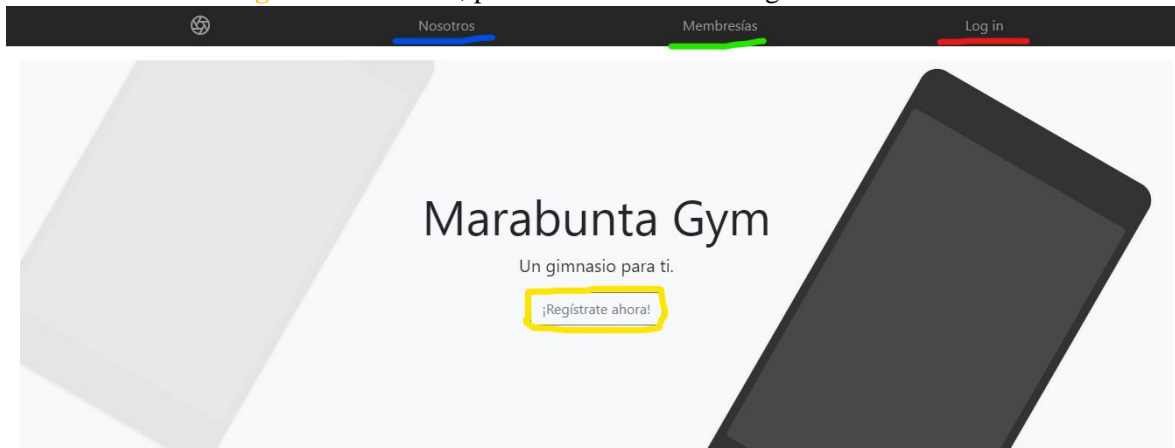 Nosotros Membresías Log in
Marabunta Gym
Un gimnasio para ti.
¡Regístrate ahora!